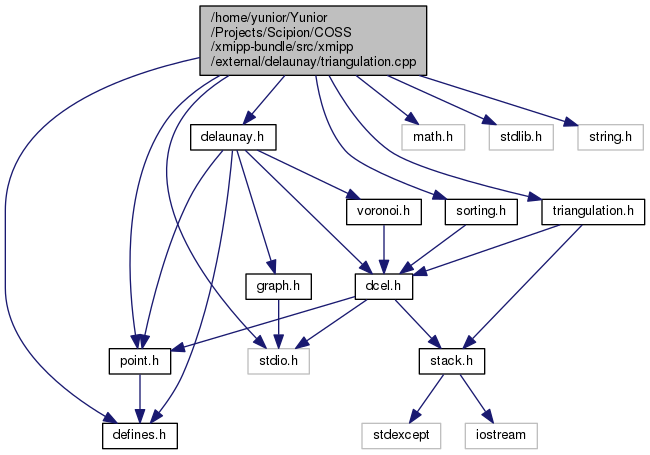 /home/yunior/Yunior
/Projects/Scipion/COSS
/xmipp-bundle/src/xmipp
/external/delaunay/triangulation.cpp
delaunay.h
math.h
stdlib.h
string.h
voronoi.h
sorting.h
triangulation.h
graph.h
dcel.h
point.h
stdio.h
stack.h
defines.h
stdexcept
iostream